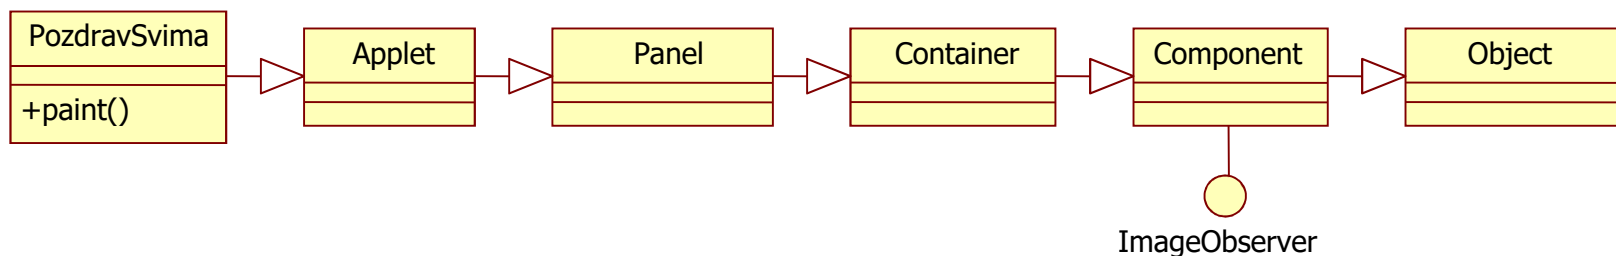 PozdravSvima
+paint()
Applet
Panel
Container
Component
Object
ImageObserver